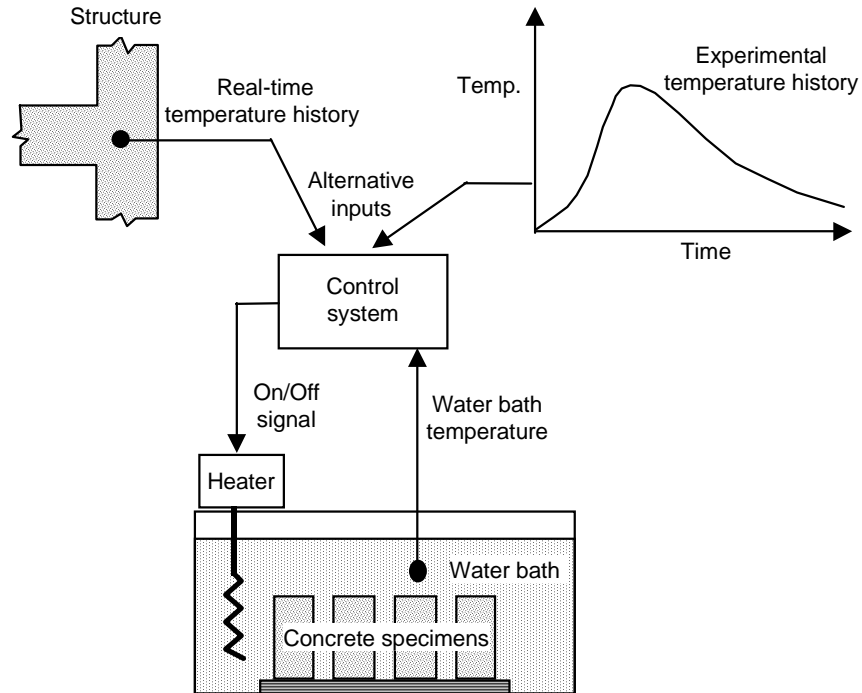 Structure
Real-time
temperature history
Temp.
Experimental
temperature history
Time
Alternative
inputs
Control
system
On/Off
signal
Water bath
temperature
Heater
Water bath
Concrete specimens